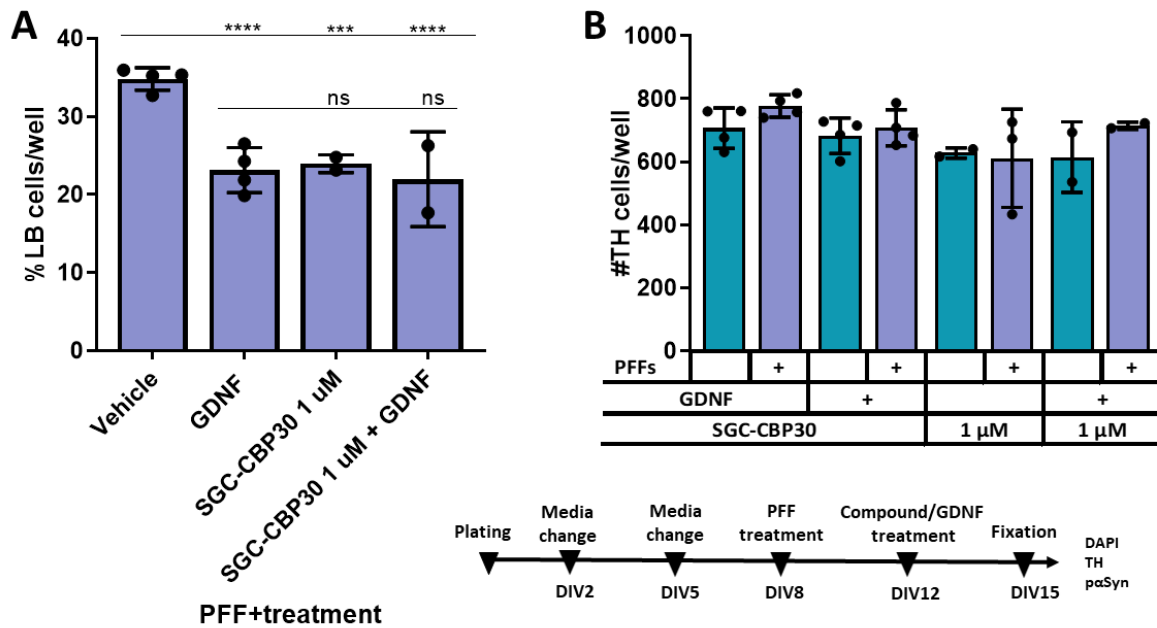 A
% LB cells/well
40
30
20
10
0
**** *** ****
ns ns
Vehicle
GDNF
SGC-CBP30 1 uM
SGC-CBP30 1 uM + GDNF
PFF+treatment
B
#TH cells/well
1000
800
600
400
200
0
PFFs + + + +
GDNF + +
SGC-CBP30 1 µM 1 µM
Plating
Media change
Media change
PFF treatment
Compound/GDNF treatment
Fixation
DIV2 DIV5 DIV8 DIV12 DIV15
DAPI
TH
pαSyn